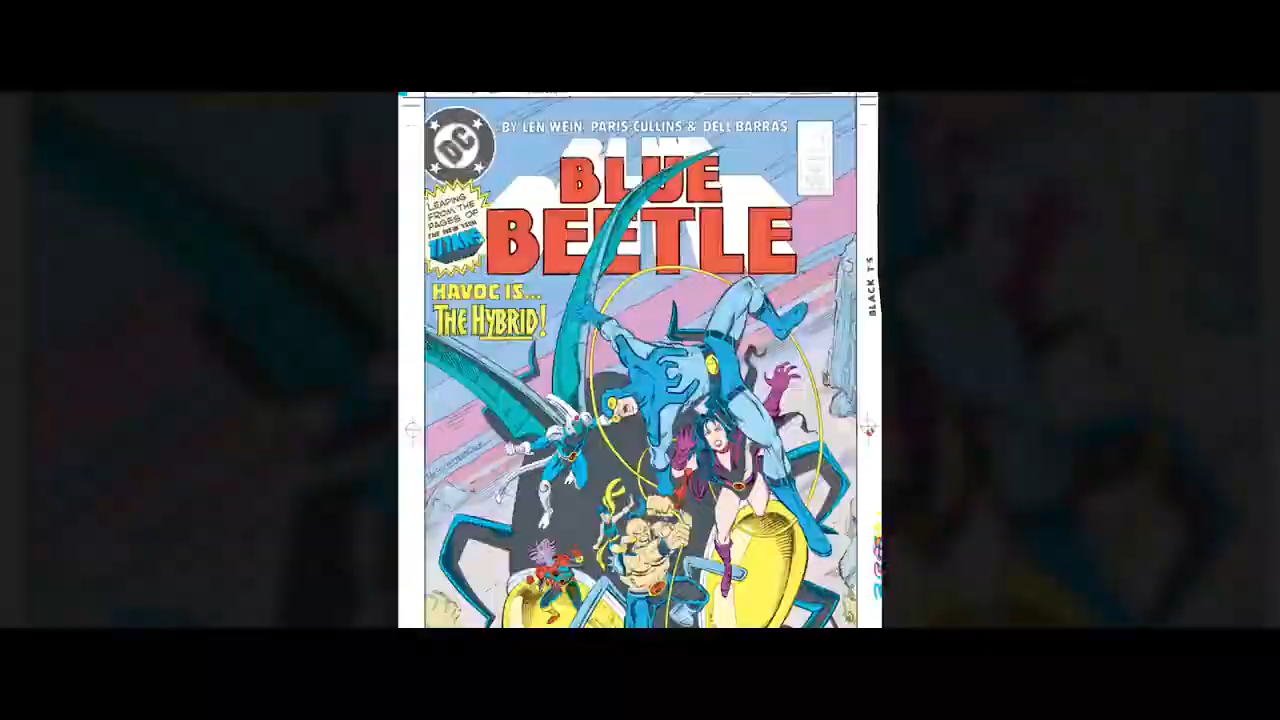 DC
BY LEN WEIN, PARIS CULLINS & DELL BARRAS
BLUE
BEETLE
LEAPING
FROM THE
PAGES OF
THE NEW TEEN
TITANS
HAVOC IS...
THE HYBRID!
BLACK T5